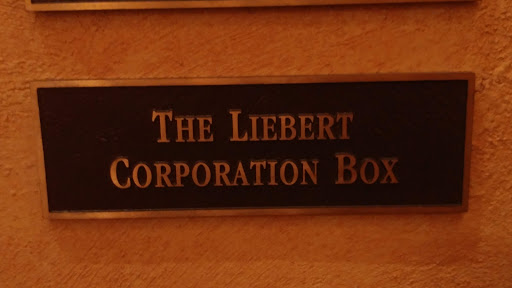 THE LIEBERT
CORPORATION BOX